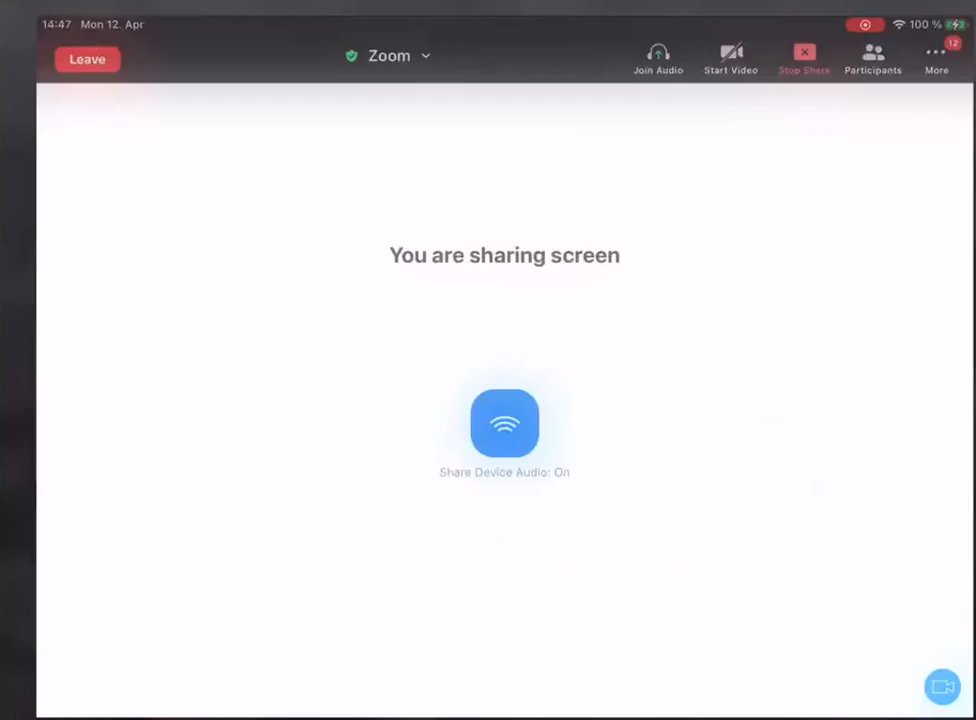 14:47 Mon 12. Apr
100 %
Leave
Zoom
Join Audio
Start Video
Stop Share
Participants
More
12
You are sharing screen
Share Device Audio: On